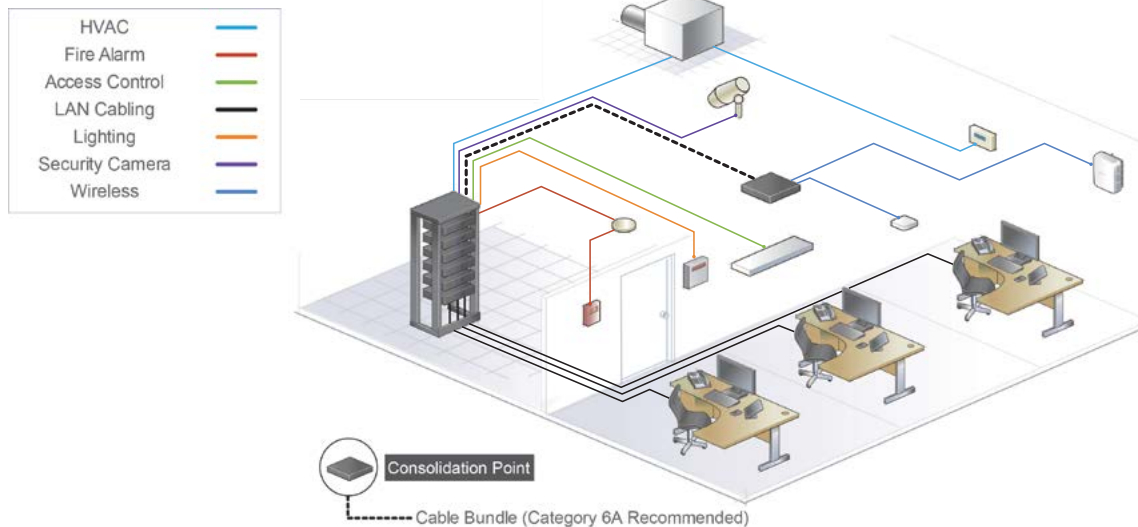 HVAC
Fire Alarm
Access Control
LAN Cabling
Lighting
Security Camera
Wireless
Consolidation Point
Cable Bundle (Category 6A Recommended)